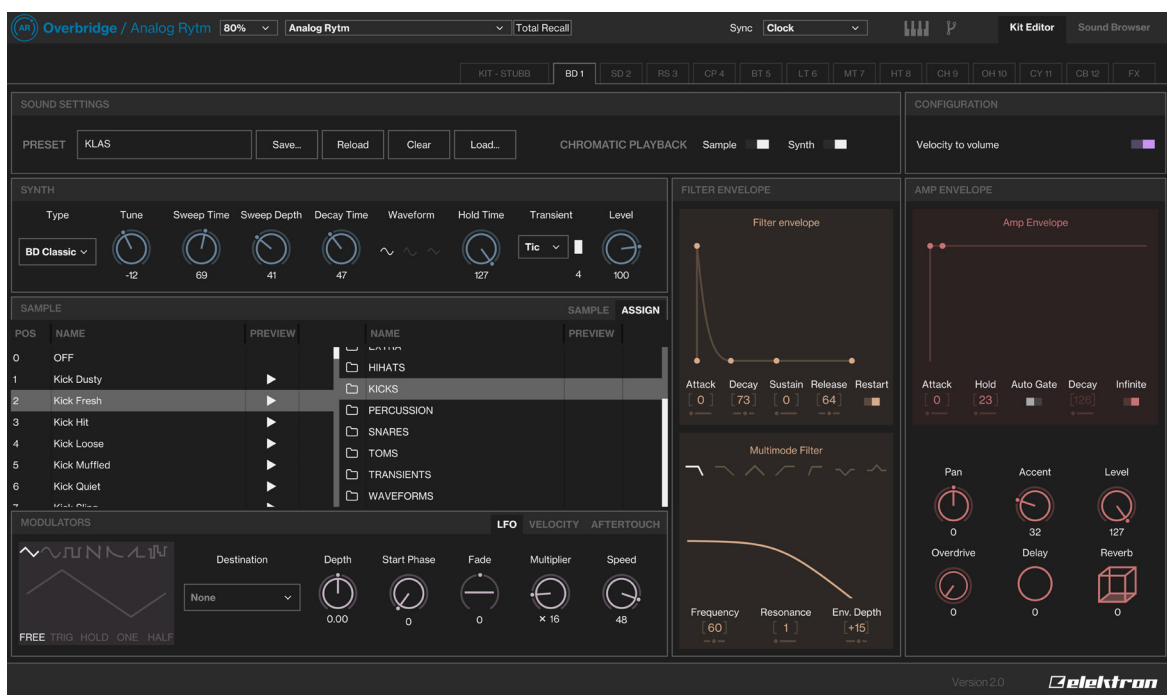 AR Overbridge / Analog Rytm 80% Analog Rytm Total Recall Sync Clock Kit Editor Sound Browser
KIT - STUBB BD 1 SD 2 RS 3 CP 4 BT 5 LT 6 MT 7 HT 8 CH 9 OH 10 CY 11 CB 12 FX
SOUND SETTINGS
PRESET KLAS Save... Reload Clear Load... CHROMATIC PLAYBACK Sample Synth
CONFIGURATION
Velocity to volume
SYNTH
Type Tune Sweep Time Sweep Depth Decay Time Waveform Hold Time Transient Level
BD Classic Tic
-12 69 41 47 127 4 100
SAMPLE SAMPLE ASSIGN
POS NAME PREVIEW NAME PREVIEW
0 OFF EXTRA
1 Kick Dusty HIHATS
2 Kick Fresh KICKS
3 Kick Hit PERCUSSION
4 Kick Loose SNARES
5 Kick Muffled TOMS
6 Kick Quiet TRANSIENTS
WAVEFORMS
MODULATORS LFO VELOCITY AFTERTOUCH
Destination Depth Start Phase Fade Multiplier Speed
None
0.00 0 0 × 16 48
FREE TRIG HOLD ONE HALF
FILTER ENVELOPE
Filter envelope
Attack Decay Sustain Release Restart
[ 0 ] [73] [ 0 ] [64]
Multimode Filter
Frequency Resonance Env. Depth
[60] [ 1 ] [+15]
AMP ENVELOPE
Amp Envelope
Attack Hold Auto Gate Decay Infinite
[ 0 ] [23] [126]
Pan Accent Level
0 32 127
Overdrive Delay Reverb
0 0 0
Version 2.0 elektron